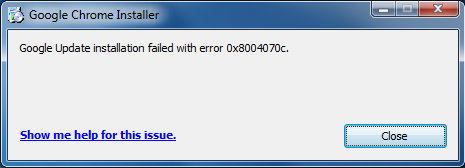 Google Chrome Installer
Google Update installation failed with error 0x8004070c.
Show me help for this issue.
Close